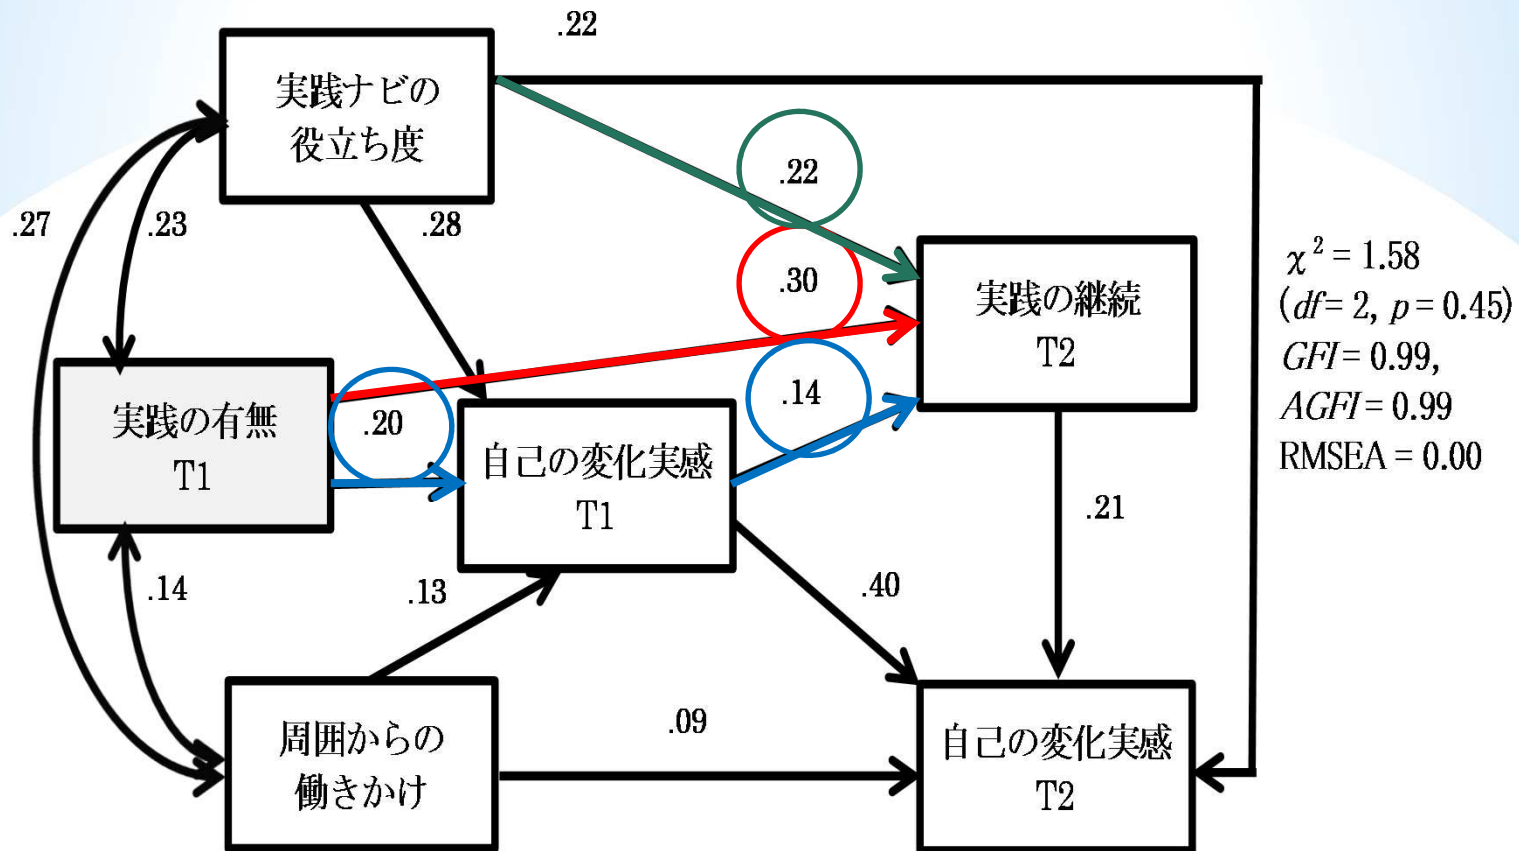 .22
実践ナビの
役立ち度
.22
.27
.23
.28
.30
実践の継続
T2
χ² = 1.58
(df = 2, p = 0.45)
GFI = 0.99,
AGFI = 0.99
RMSEA = 0.00
実践の有無
T1
.20
.14
自己の変化実感
T1
.21
.14
.13
.40
周囲からの
働きかけ
.09
自己の変化実感
T2